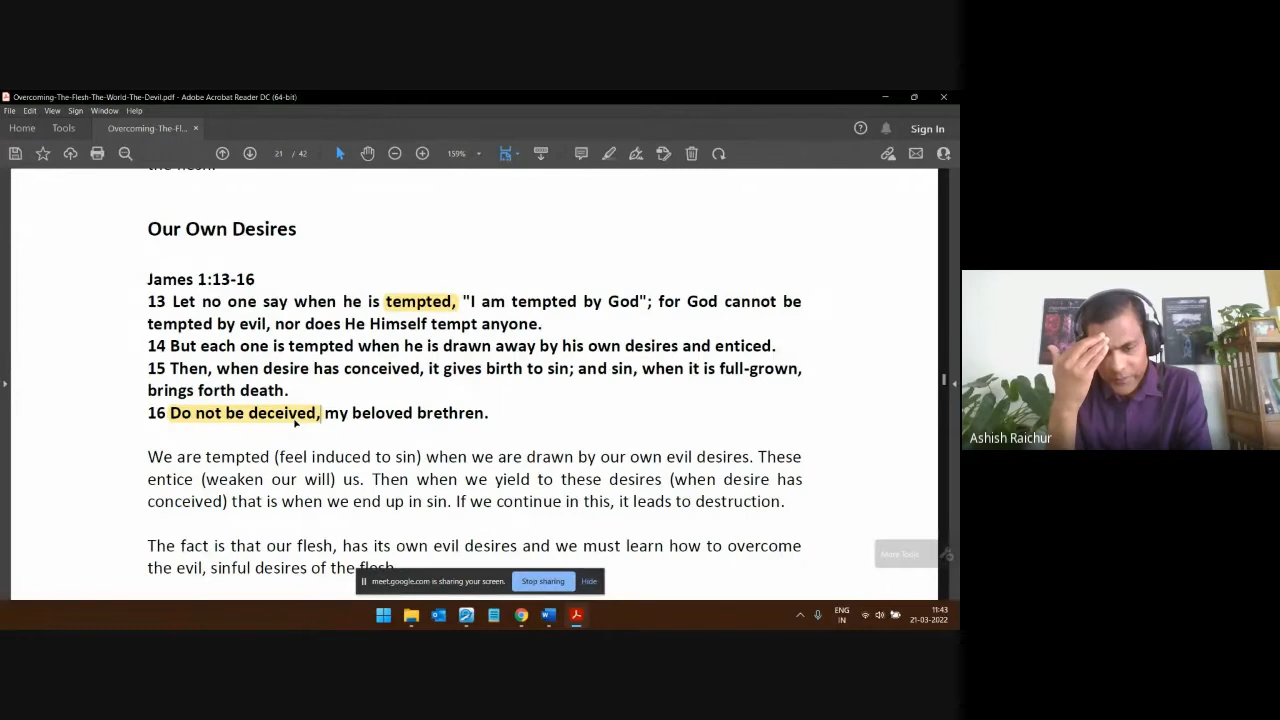 Overcoming-The-Flesh-The-World-The-Devil.pdf - Adobe Acrobat Reader DC (64-bit)
File Edit View Sign Window Help
Home Tools Overcoming-The-Fl... × Sign In
21 / 42 159%
the flesh.
Our Own Desires
James 1:13-16
13 Let no one say when he is tempted, "I am tempted by God"; for God cannot be
tempted by evil, nor does He Himself tempt anyone.
14 But each one is tempted when he is drawn away by his own desires and enticed.
15 Then, when desire has conceived, it gives birth to sin; and sin, when it is full-grown,
brings forth death.
16 Do not be deceived, my beloved brethren.
We are tempted (feel induced to sin) when we are drawn by our own evil desires. These
entice (weaken our will) us. Then when we yield to these desires (when desire has
conceived) that is when we end up in sin. If we continue in this, it leads to destruction.
The fact is that our flesh, has its own evil desires and we must learn how to overcome
the evil, sinful desires of the flesh.
More Tools
meet.google.com is sharing your screen. Stop sharing Hide
ENG
IN
11:43
21-03-2022
Ashish Raichur